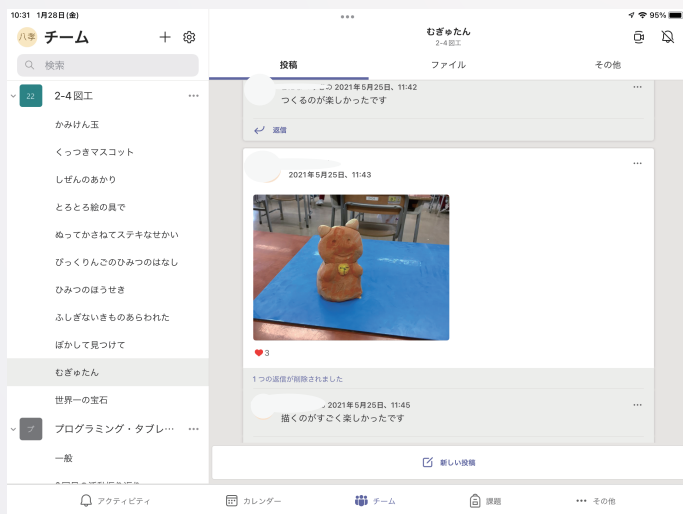 10:31 1月28日(金)
95%
八季 チーム
検索
22 2-4図工
かみけん玉
くっつきマスコット
しぜんのあかり
とろとろ絵の具で
ぬってかさねてステキなせかい
びっくりんごのひみつのはなし
ひみつのほうせき
ふしぎないきものあらわれた
ぼかして見つけて
むぎゅたん
世界一の宝石
プ プログラミング・タブレ…
一般
むぎゅたん
2-4図工
投稿 ファイル その他
2021年5月25日、11:42
つくるのが楽しかったです
返信
2021年5月25日、11:43
3
1つの返信が削除されました
2021年5月25日、11:45
描くのがすごく楽しかったです
新しい投稿
アクティビティ カレンダー チーム 課題 その他